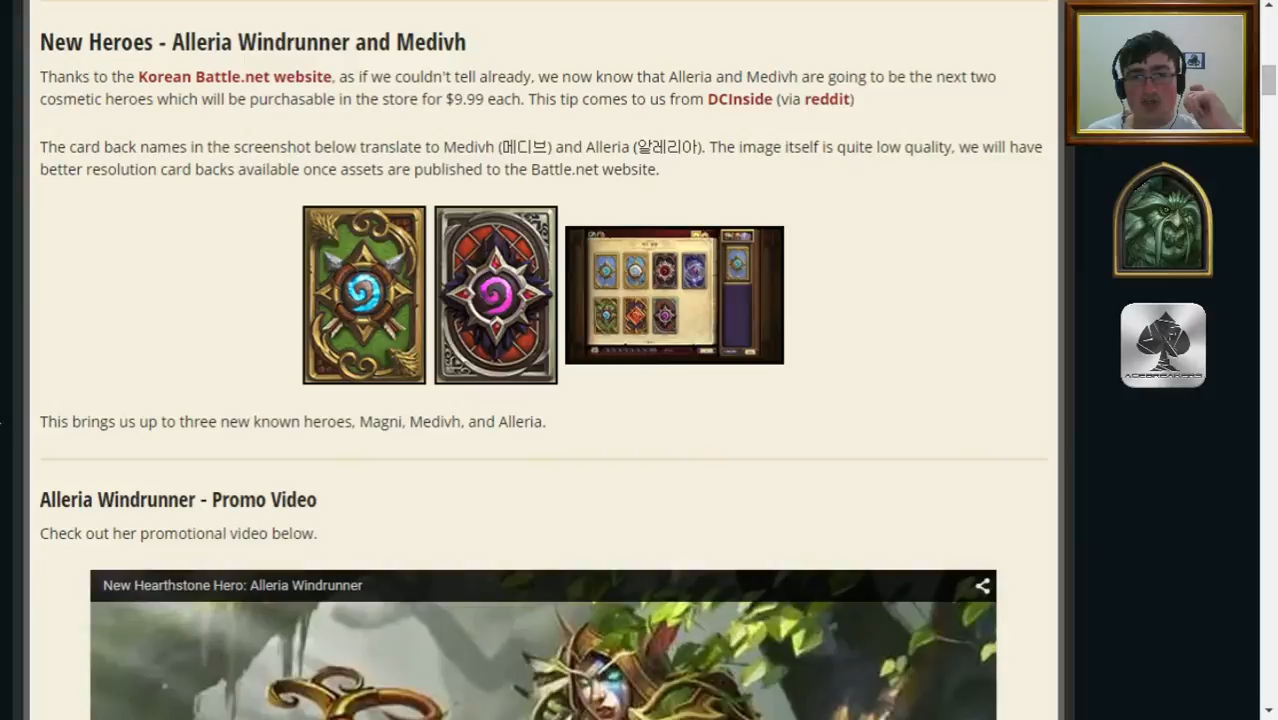 New Heroes - Alleria Windrunner and Medivh
Thanks to the Korean Battle.net website, as if we couldn't tell already, we now know that Alleria and Medivh are going to be the next two
cosmetic heroes which will be purchasable in the store for $9.99 each. This tip comes to us from DCInside (via reddit)
The card back names in the screenshot below translate to Medivh (메디브) and Alleria (알레리아). The image itself is quite low quality, we will have
better resolution card backs available once assets are published to the Battle.net website.
This brings us up to three new known heroes, Magni, Medivh, and Alleria.
Alleria Windrunner - Promo Video
Check out her promotional video below.
New Hearthstone Hero: Alleria Windrunner
ACEBREAKERS